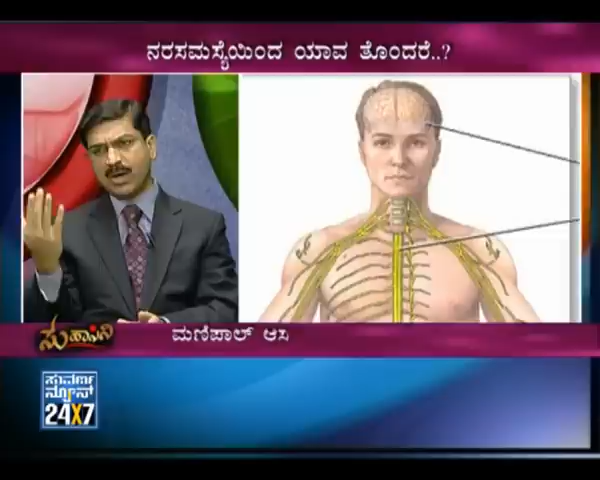 ನರಸಮಸ್ಯೆಯಿಂದ ಯಾವ ತೊಂದರೆ..?
ಸುಹಾಸಿನಿ
ಮಣಿಪಾಲ್ ಆಸಿ
ಸುವರ್ಣ
ನ್ಯೂಸ್
24X7